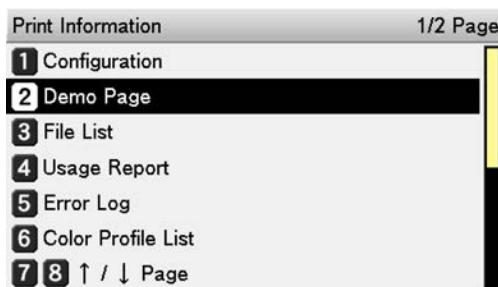 Print Information 1/2 Page
1 Configuration
2 Demo Page
3 File List
4 Usage Report
5 Error Log
6 Color Profile List
7 8 ↑ / ↓ Page